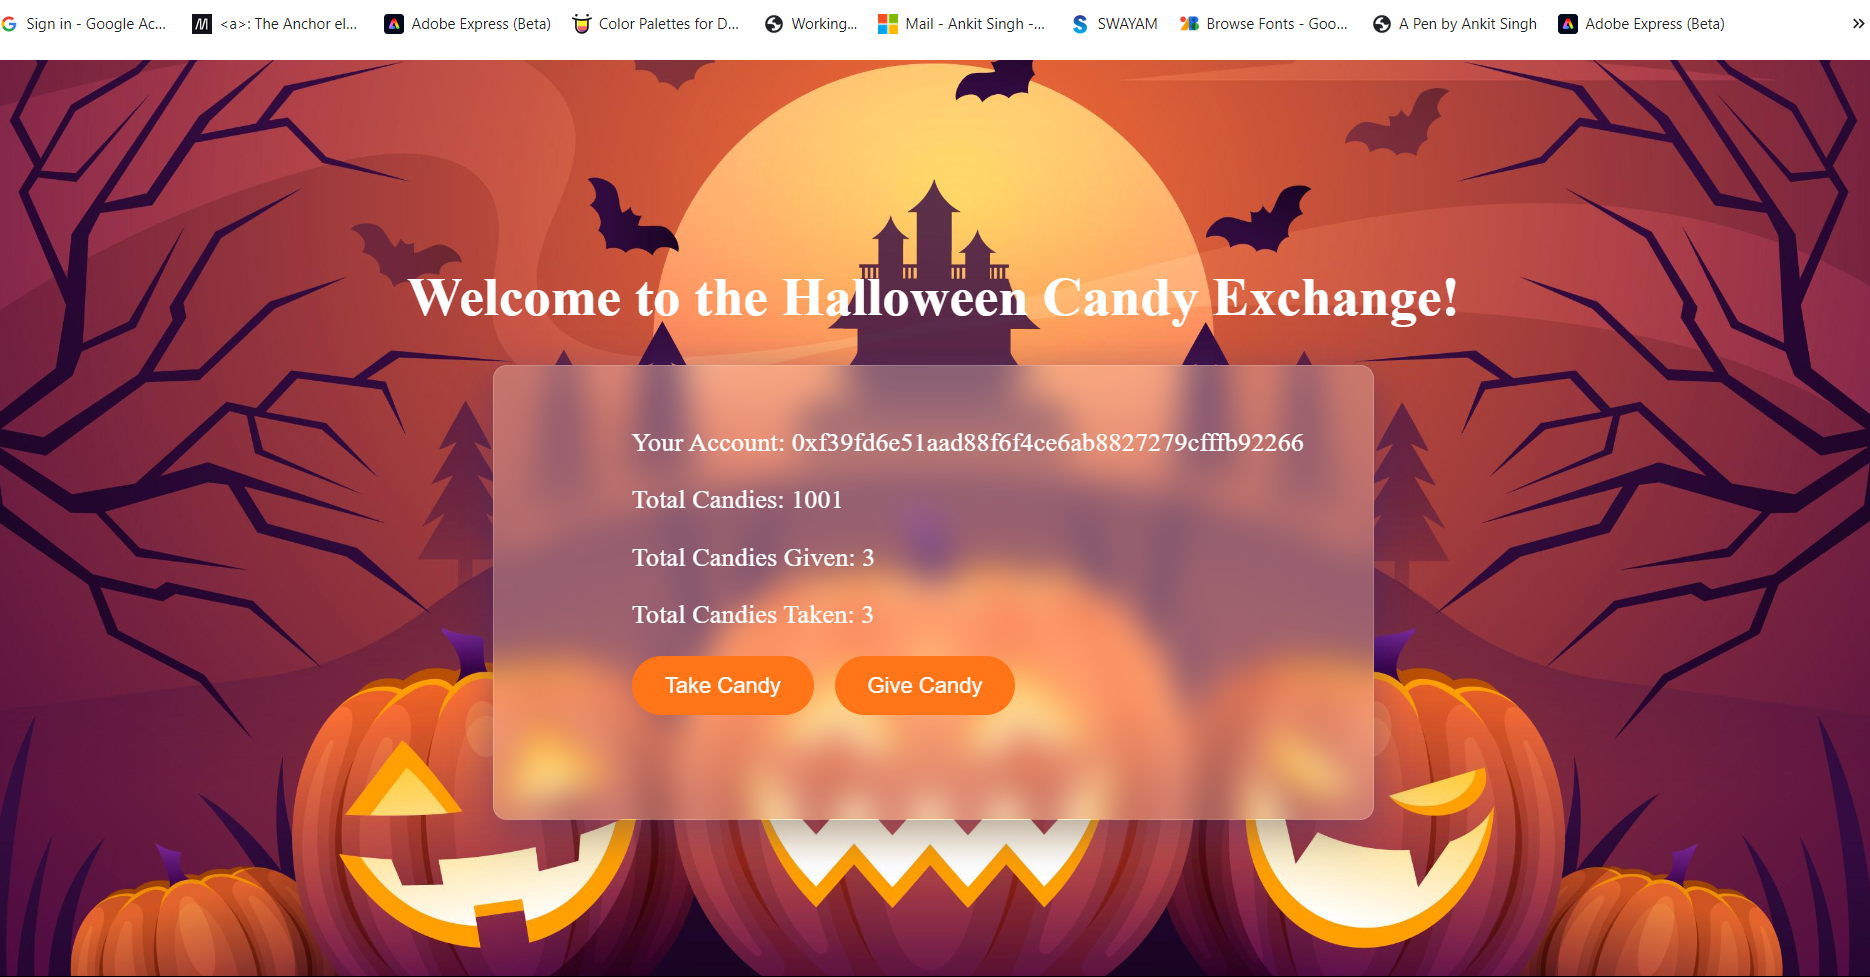 Sign in - Google Ac...
<a>: The Anchor el...
Adobe Express (Beta)
Color Palettes for D...
Working...
Mail - Ankit Singh -...
SWAYAM
Browse Fonts - Goo...
A Pen by Ankit Singh
Adobe Express (Beta)
Welcome to the Halloween Candy Exchange!
Your Account: 0xf39fd6e51aad88f6f4ce6ab8827279cfffb92266
Total Candies: 1001
Total Candies Given: 3
Total Candies Taken: 3
Take Candy
Give Candy